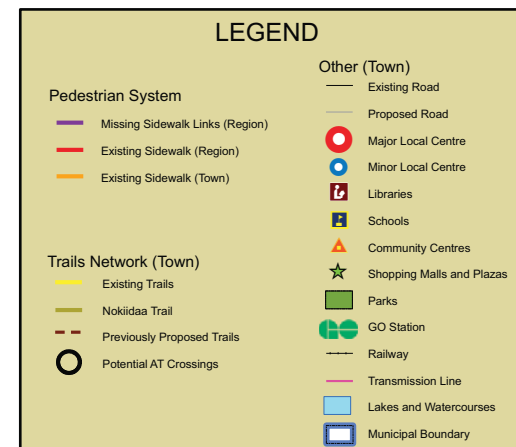 LEGEND
Pedestrian System
Missing Sidewalk Links (Region)
Existing Sidewalk (Region)
Existing Sidewalk (Town)
Trails Network (Town)
Existing Trails
Nokiidaa Trail
Previously Proposed Trails
Potential AT Crossings
Other (Town)
Existing Road
Proposed Road
Major Local Centre
Minor Local Centre
Libraries
Schools
Community Centres
Shopping Malls and Plazas
Parks
GO GO Station
Railway
Transmission Line
Lakes and Watercourses
Municipal Boundary